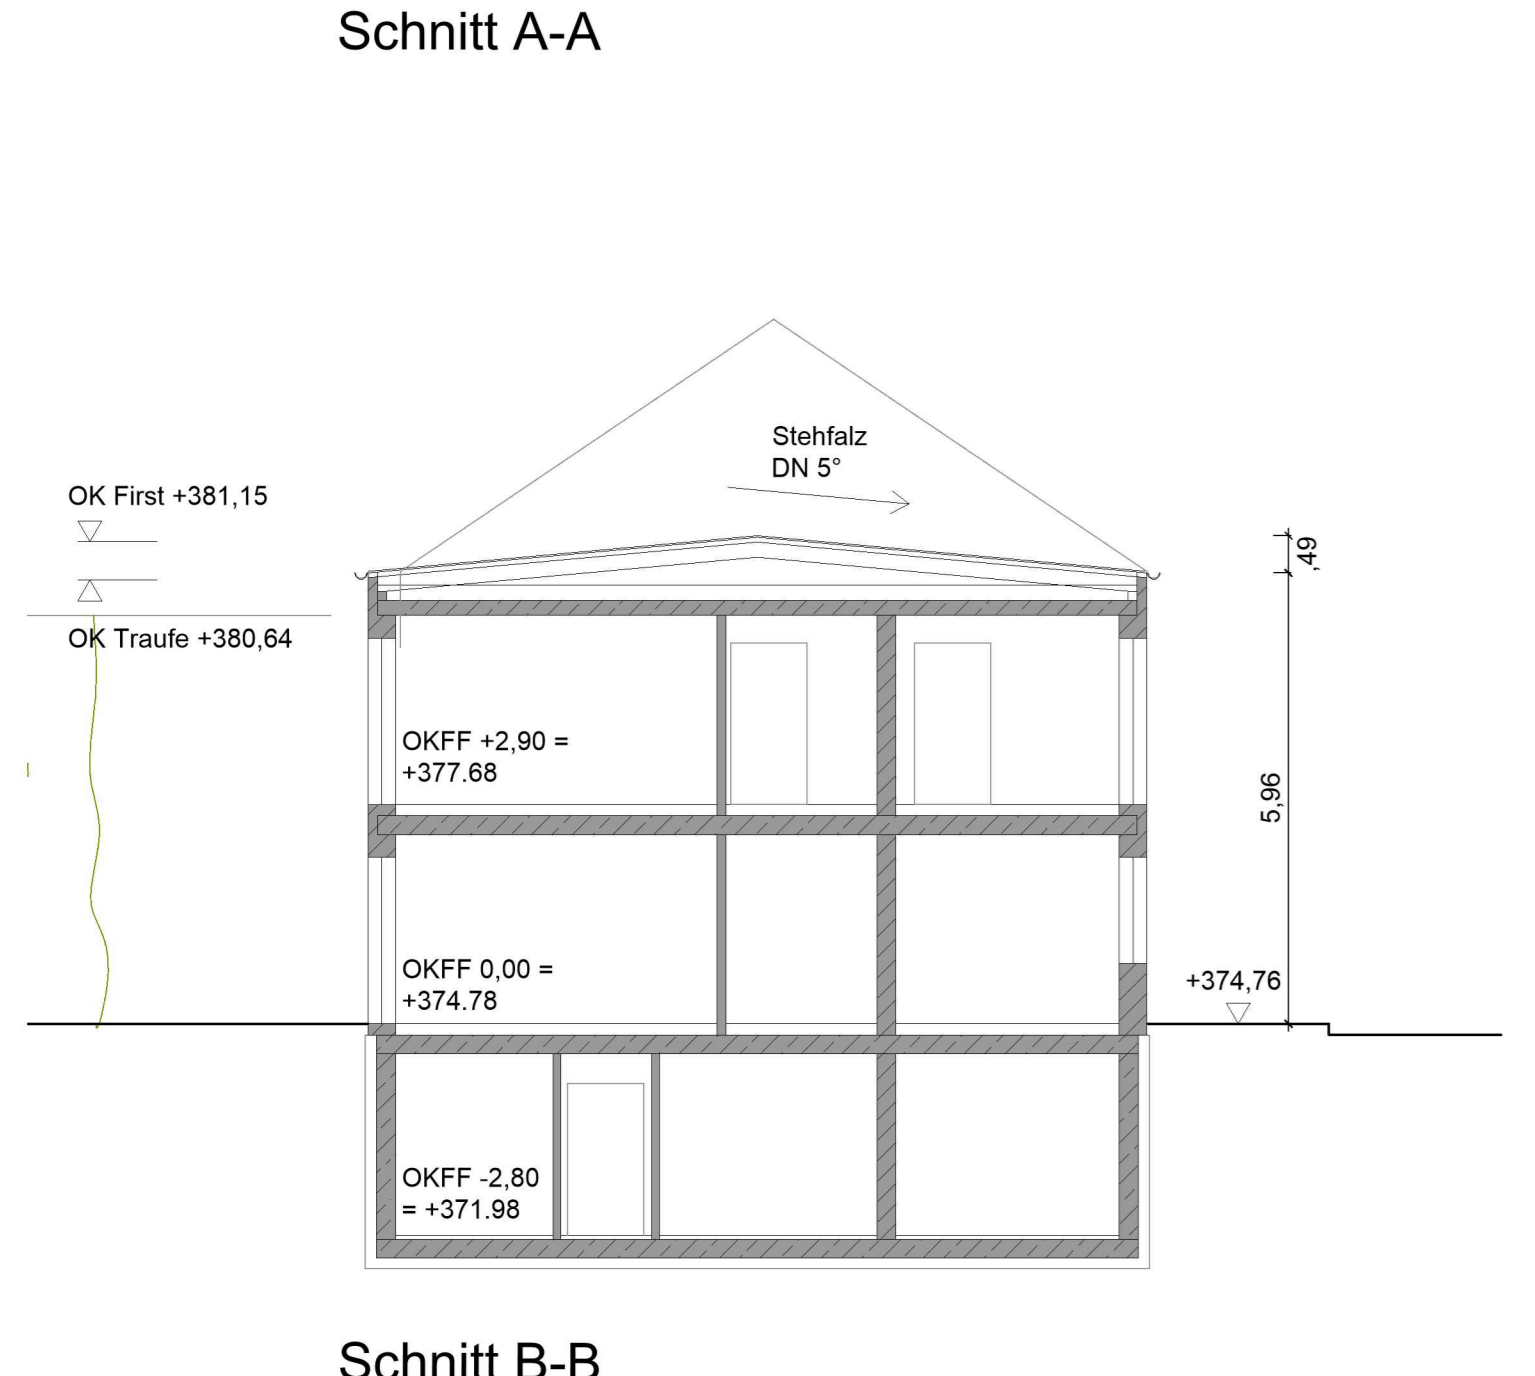 Schnitt A-A
Stehfalz
DN 5°
OK First +381,15
,49
OK Traufe +380,64
OKFF +2,90 =
+377.68
5,96
OKFF 0,00 =
+374.78
+374,76
OKFF -2,80
= +371.98
Schnitt B-B